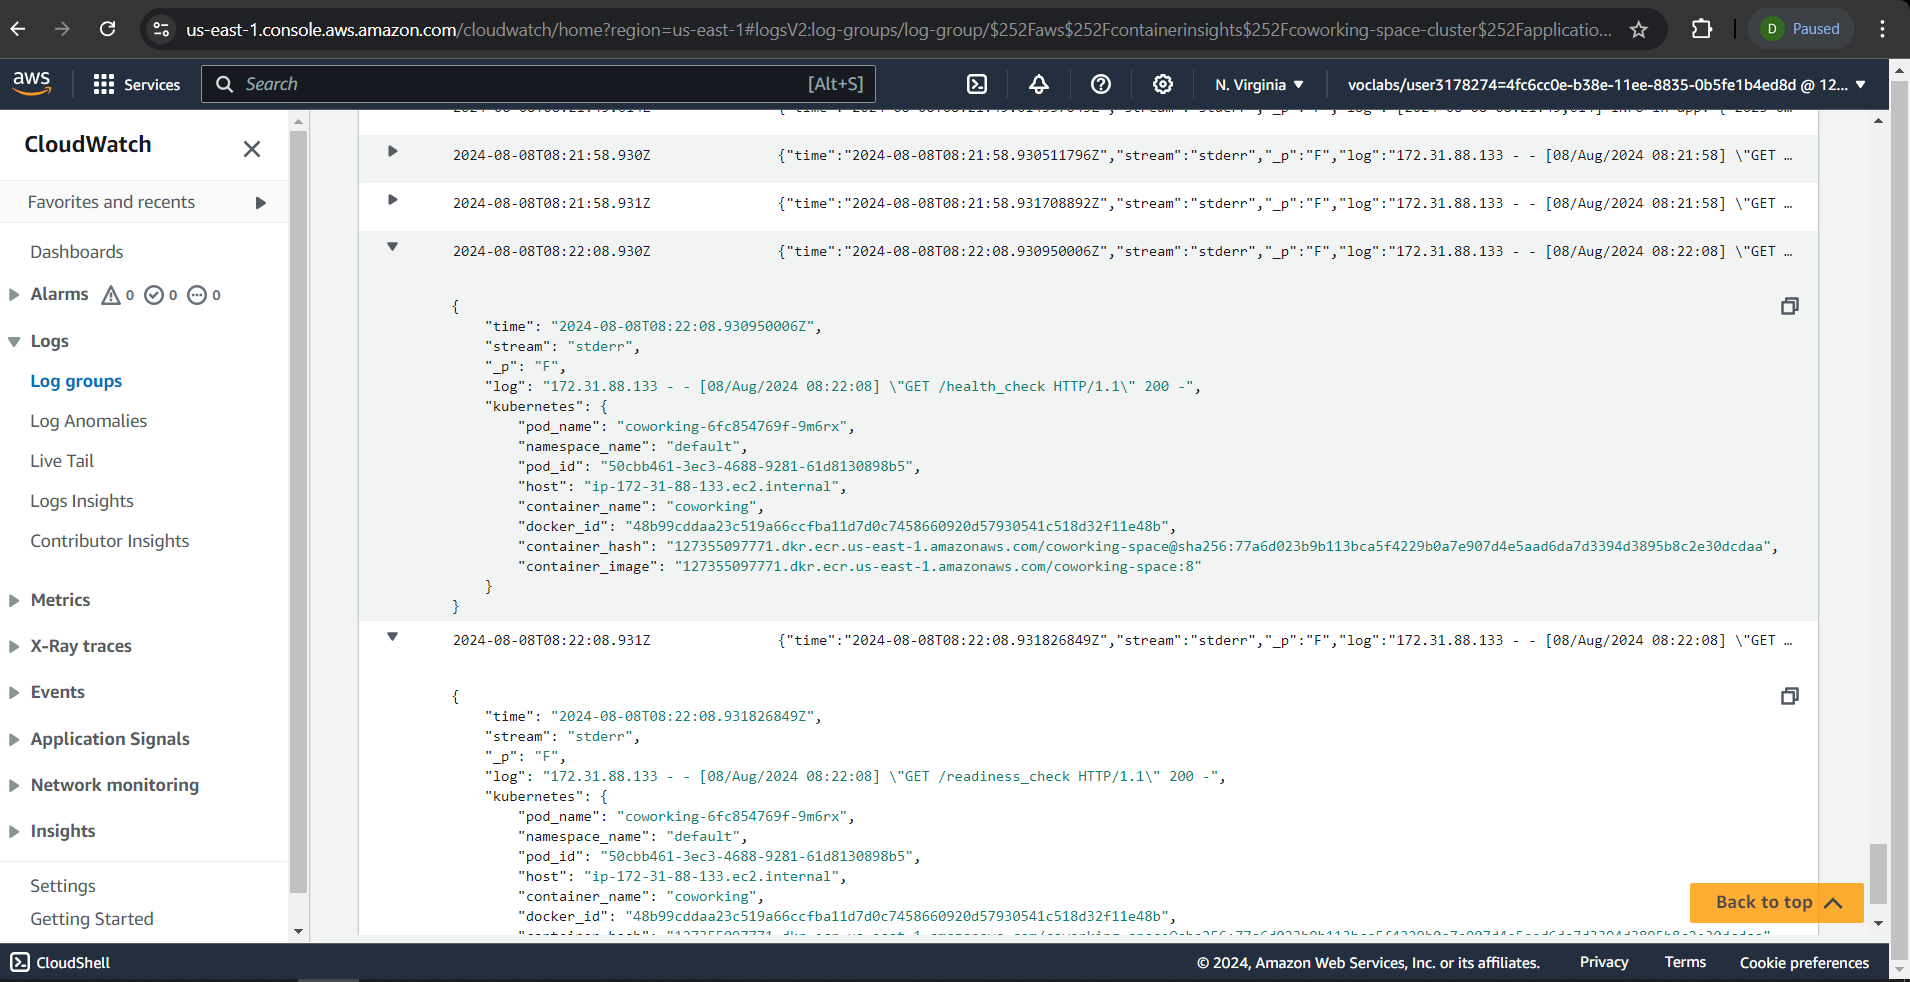 us-east-1.console.aws.amazon.com/cloudwatch/home?region=us-east-1#logsV2:log-groups/log-group/$252Faws$252Fcontainerinsights$252Fcoworking-space-cluster$252Fapplicatio...
D Paused
aws Services Search [Alt+S] N. Virginia voclabs/user3178274=4fc6cc0e-b38e-11ee-8835-0b5fe1b4ed8d @ 12...
CloudWatch
Favorites and recents
Dashboards
Alarms 0 0 0
Logs
Log groups
Log Anomalies
Live Tail
Logs Insights
Contributor Insights
Metrics
X-Ray traces
Events
Application Signals
Network monitoring
Insights
Settings
Getting Started
2024-08-08T08:21:58.930Z {"time":"2024-08-08T08:21:58.930511796Z","stream":"stderr","_p":"F","log":"172.31.88.133 - - [08/Aug/2024 08:21:58] \"GET …
2024-08-08T08:21:58.931Z {"time":"2024-08-08T08:21:58.931708892Z","stream":"stderr","_p":"F","log":"172.31.88.133 - - [08/Aug/2024 08:21:58] \"GET …
2024-08-08T08:22:08.930Z {"time":"2024-08-08T08:22:08.930950006Z","stream":"stderr","_p":"F","log":"172.31.88.133 - - [08/Aug/2024 08:22:08] \"GET …
{
"time": "2024-08-08T08:22:08.930950006Z",
"stream": "stderr",
"_p": "F",
"log": "172.31.88.133 - - [08/Aug/2024 08:22:08] \"GET /health_check HTTP/1.1\" 200 -",
"kubernetes": {
"pod_name": "coworking-6fc854769f-9m6rx",
"namespace_name": "default",
"pod_id": "50cbb461-3ec3-4688-9281-61d8130898b5",
"host": "ip-172-31-88-133.ec2.internal",
"container_name": "coworking",
"docker_id": "48b99cddaa23c519a66ccfba11d7d0c7458660920d57930541c518d32f11e48b",
"container_hash": "127355097771.dkr.ecr.us-east-1.amazonaws.com/coworking-space@sha256:77a6d023b9b113bca5f4229b0a7e907d4e5aad6da7d3394d3895b8c2e30dcdaa",
"container_image": "127355097771.dkr.ecr.us-east-1.amazonaws.com/coworking-space:8"
}
}
2024-08-08T08:22:08.931Z {"time":"2024-08-08T08:22:08.931826849Z","stream":"stderr","_p":"F","log":"172.31.88.133 - - [08/Aug/2024 08:22:08] \"GET …
{
"time": "2024-08-08T08:22:08.931826849Z",
"stream": "stderr",
"_p": "F",
"log": "172.31.88.133 - - [08/Aug/2024 08:22:08] \"GET /readiness_check HTTP/1.1\" 200 -",
"kubernetes": {
"pod_name": "coworking-6fc854769f-9m6rx",
"namespace_name": "default",
"pod_id": "50cbb461-3ec3-4688-9281-61d8130898b5",
"host": "ip-172-31-88-133.ec2.internal",
"container_name": "coworking",
"docker_id": "48b99cddaa23c519a66ccfba11d7d0c7458660920d57930541c518d32f11e48b",
Back to top
CloudShell © 2024, Amazon Web Services, Inc. or its affiliates. Privacy Terms Cookie preferences